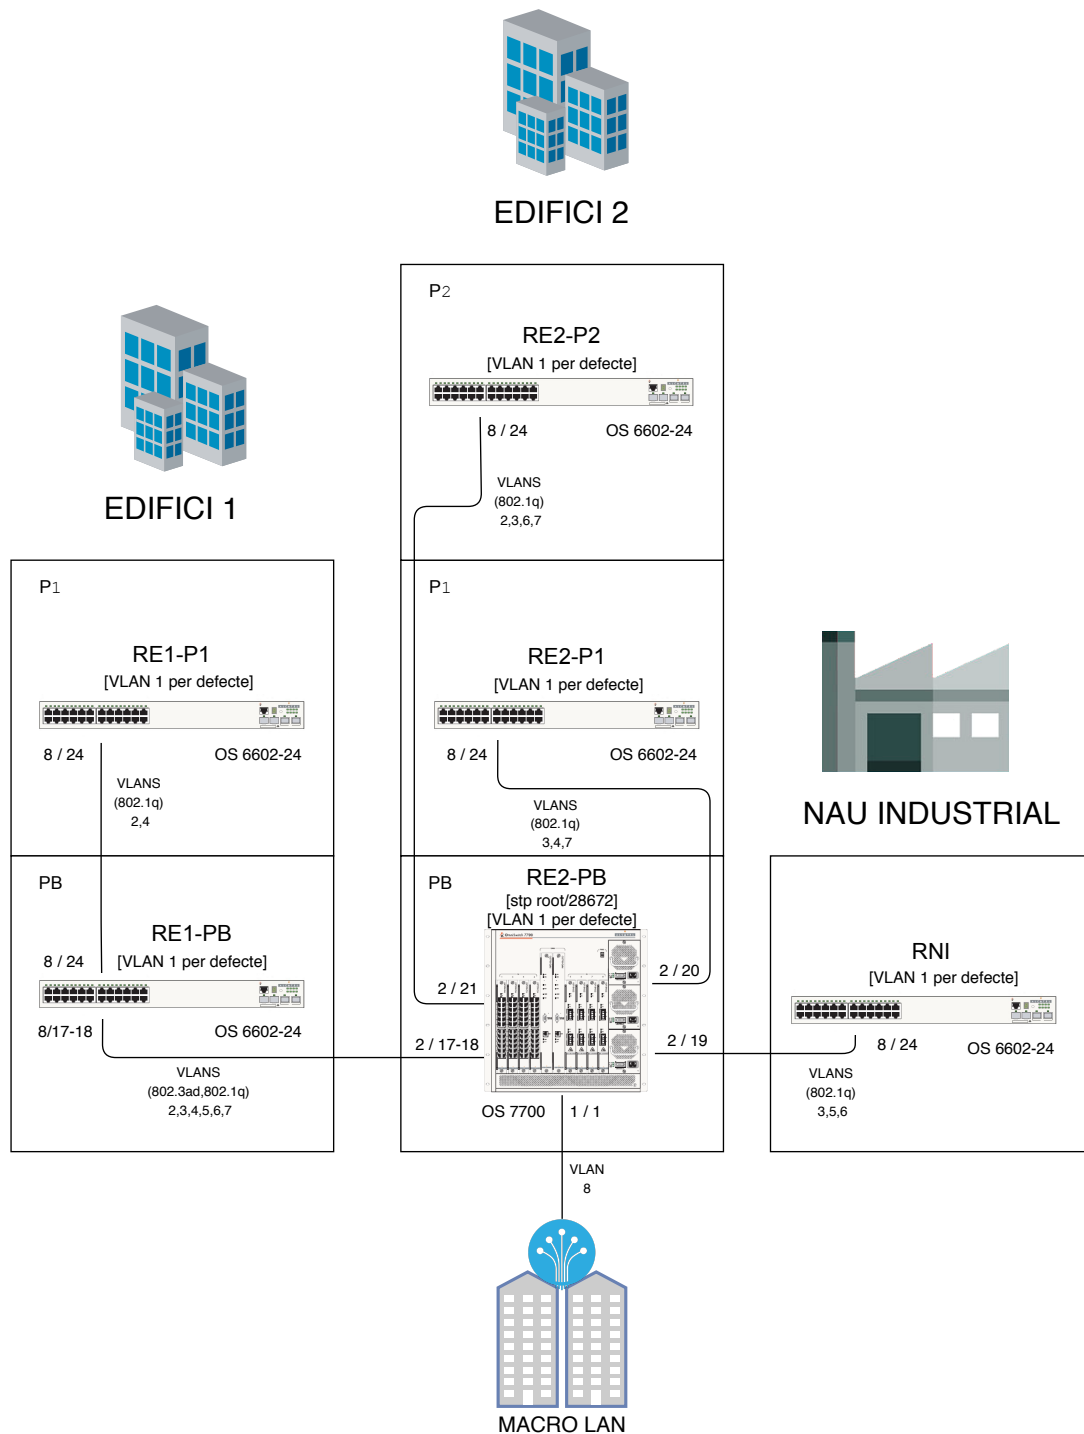 EDIFICI 2
P2
RE2-P2
[VLAN 1 per defecte]
8 / 24
OS 6602-24
VLANS
(802.1q)
2,3,6,7
EDIFICI 1
P1
RE1-P1
[VLAN 1 per defecte]
8 / 24
OS 6602-24
VLANS
(802.1q)
2,4
P1
RE2-P1
[VLAN 1 per defecte]
8 / 24
OS 6602-24
VLANS
(802.1q)
3,4,7
NAU INDUSTRIAL
PB
RE1-PB
[VLAN 1 per defecte]
8 / 24
8/17-18
OS 6602-24
VLANS
(802.3ad,802.1q)
2,3,4,5,6,7
PB
RE2-PB
[stp root/28672]
[VLAN 1 per defecte]
2 / 21
2 / 20
2 / 17-18
2 / 19
OS 7700
1 / 1
RNI
[VLAN 1 per defecte]
8 / 24
OS 6602-24
VLANS
(802.1q)
3,5,6
VLAN
8
MACRO LAN